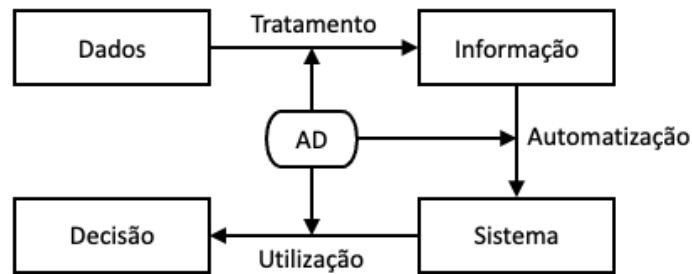 Tratamento
Dados
Informação
AD
Automatização
Decisão
Sistema
Utilização